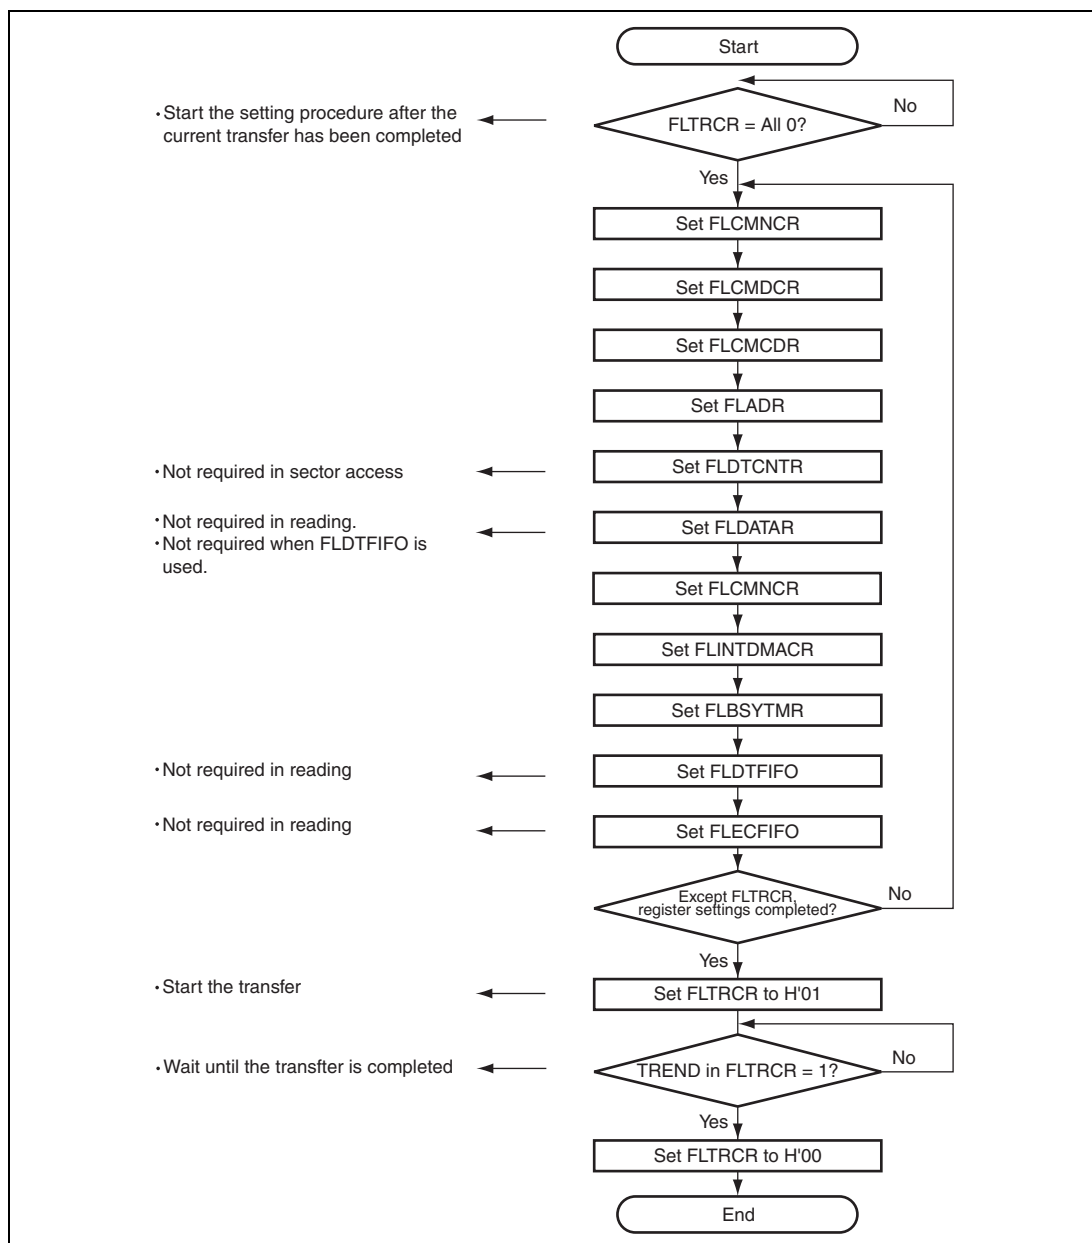 Start
·Start the setting procedure after the
current transfer has been completed
FLTRCR = All 0?
No
Yes
Set FLCMNCR
Set FLCMDCR
Set FLCMCDR
Set FLADR
·Not required in sector access
Set FLDTCNTR
·Not required in reading.
·Not required when FLDTFIFO is
used.
Set FLDATAR
Set FLCMNCR
Set FLINTDMACR
Set FLBSYTMR
·Not required in reading
Set FLDTFIFO
·Not required in reading
Set FLECFIFO
Except FLTRCR,
register settings completed?
No
Yes
·Start the transfer
Set FLTRCR to H'01
·Wait until the transfter is completed
TREND in FLTRCR = 1?
No
Yes
Set FLTRCR to H'00
End